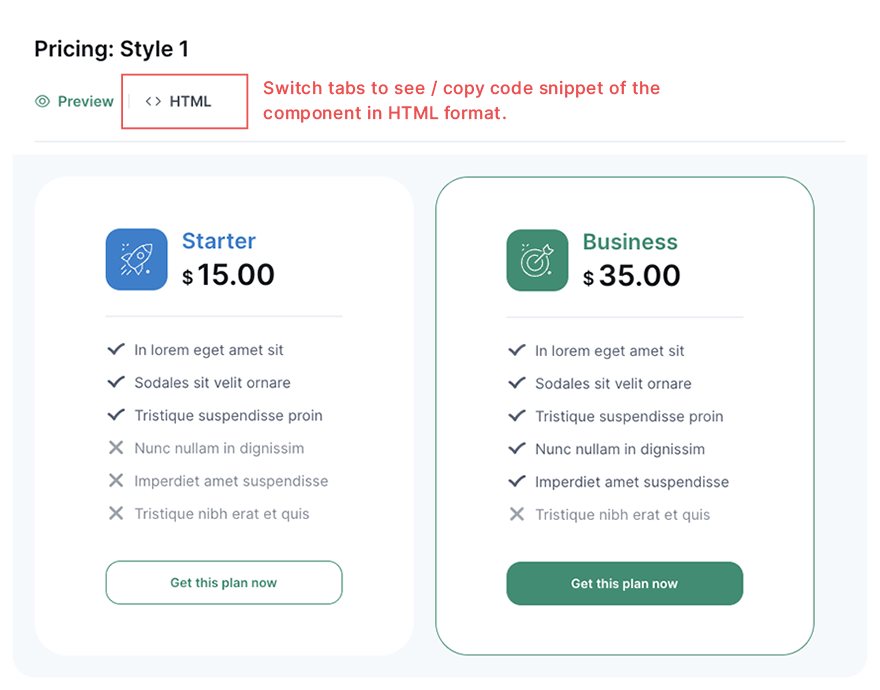 Pricing: Style 1
Preview
<> HTML
Switch tabs to see / copy code snippet of the
component in HTML format.
Starter
$ 15.00
In lorem eget amet sit
Sodales sit velit ornare
Tristique suspendisse proin
Nunc nullam in dignissim
Imperdiet amet suspendisse
Tristique nibh erat et quis
Get this plan now
Business
$ 35.00
In lorem eget amet sit
Sodales sit velit ornare
Tristique suspendisse proin
Nunc nullam in dignissim
Imperdiet amet suspendisse
Tristique nibh erat et quis
Get this plan now